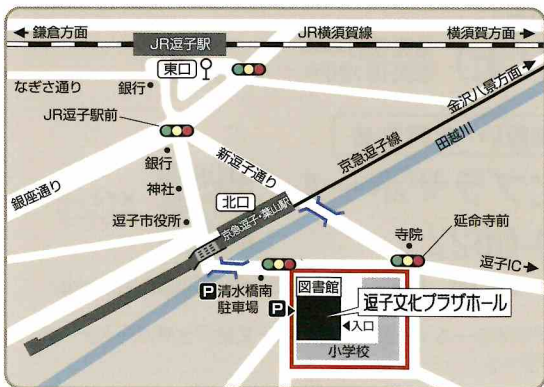 鎌倉方面
JR横須賀線
横須賀方面
JR逗子駅
東口
なぎさ通り
銀行
金沢八景方面
JR逗子駅前
京急逗子線
田越川
新逗子通り
銀行
銀座通り
神社
北口
逗子市役所
京急逗子・葉山駅
寺院
延命寺前
逗子IC
P清水橋南
駐車場
P
図書館
逗子文化プラザホール
入口
小学校